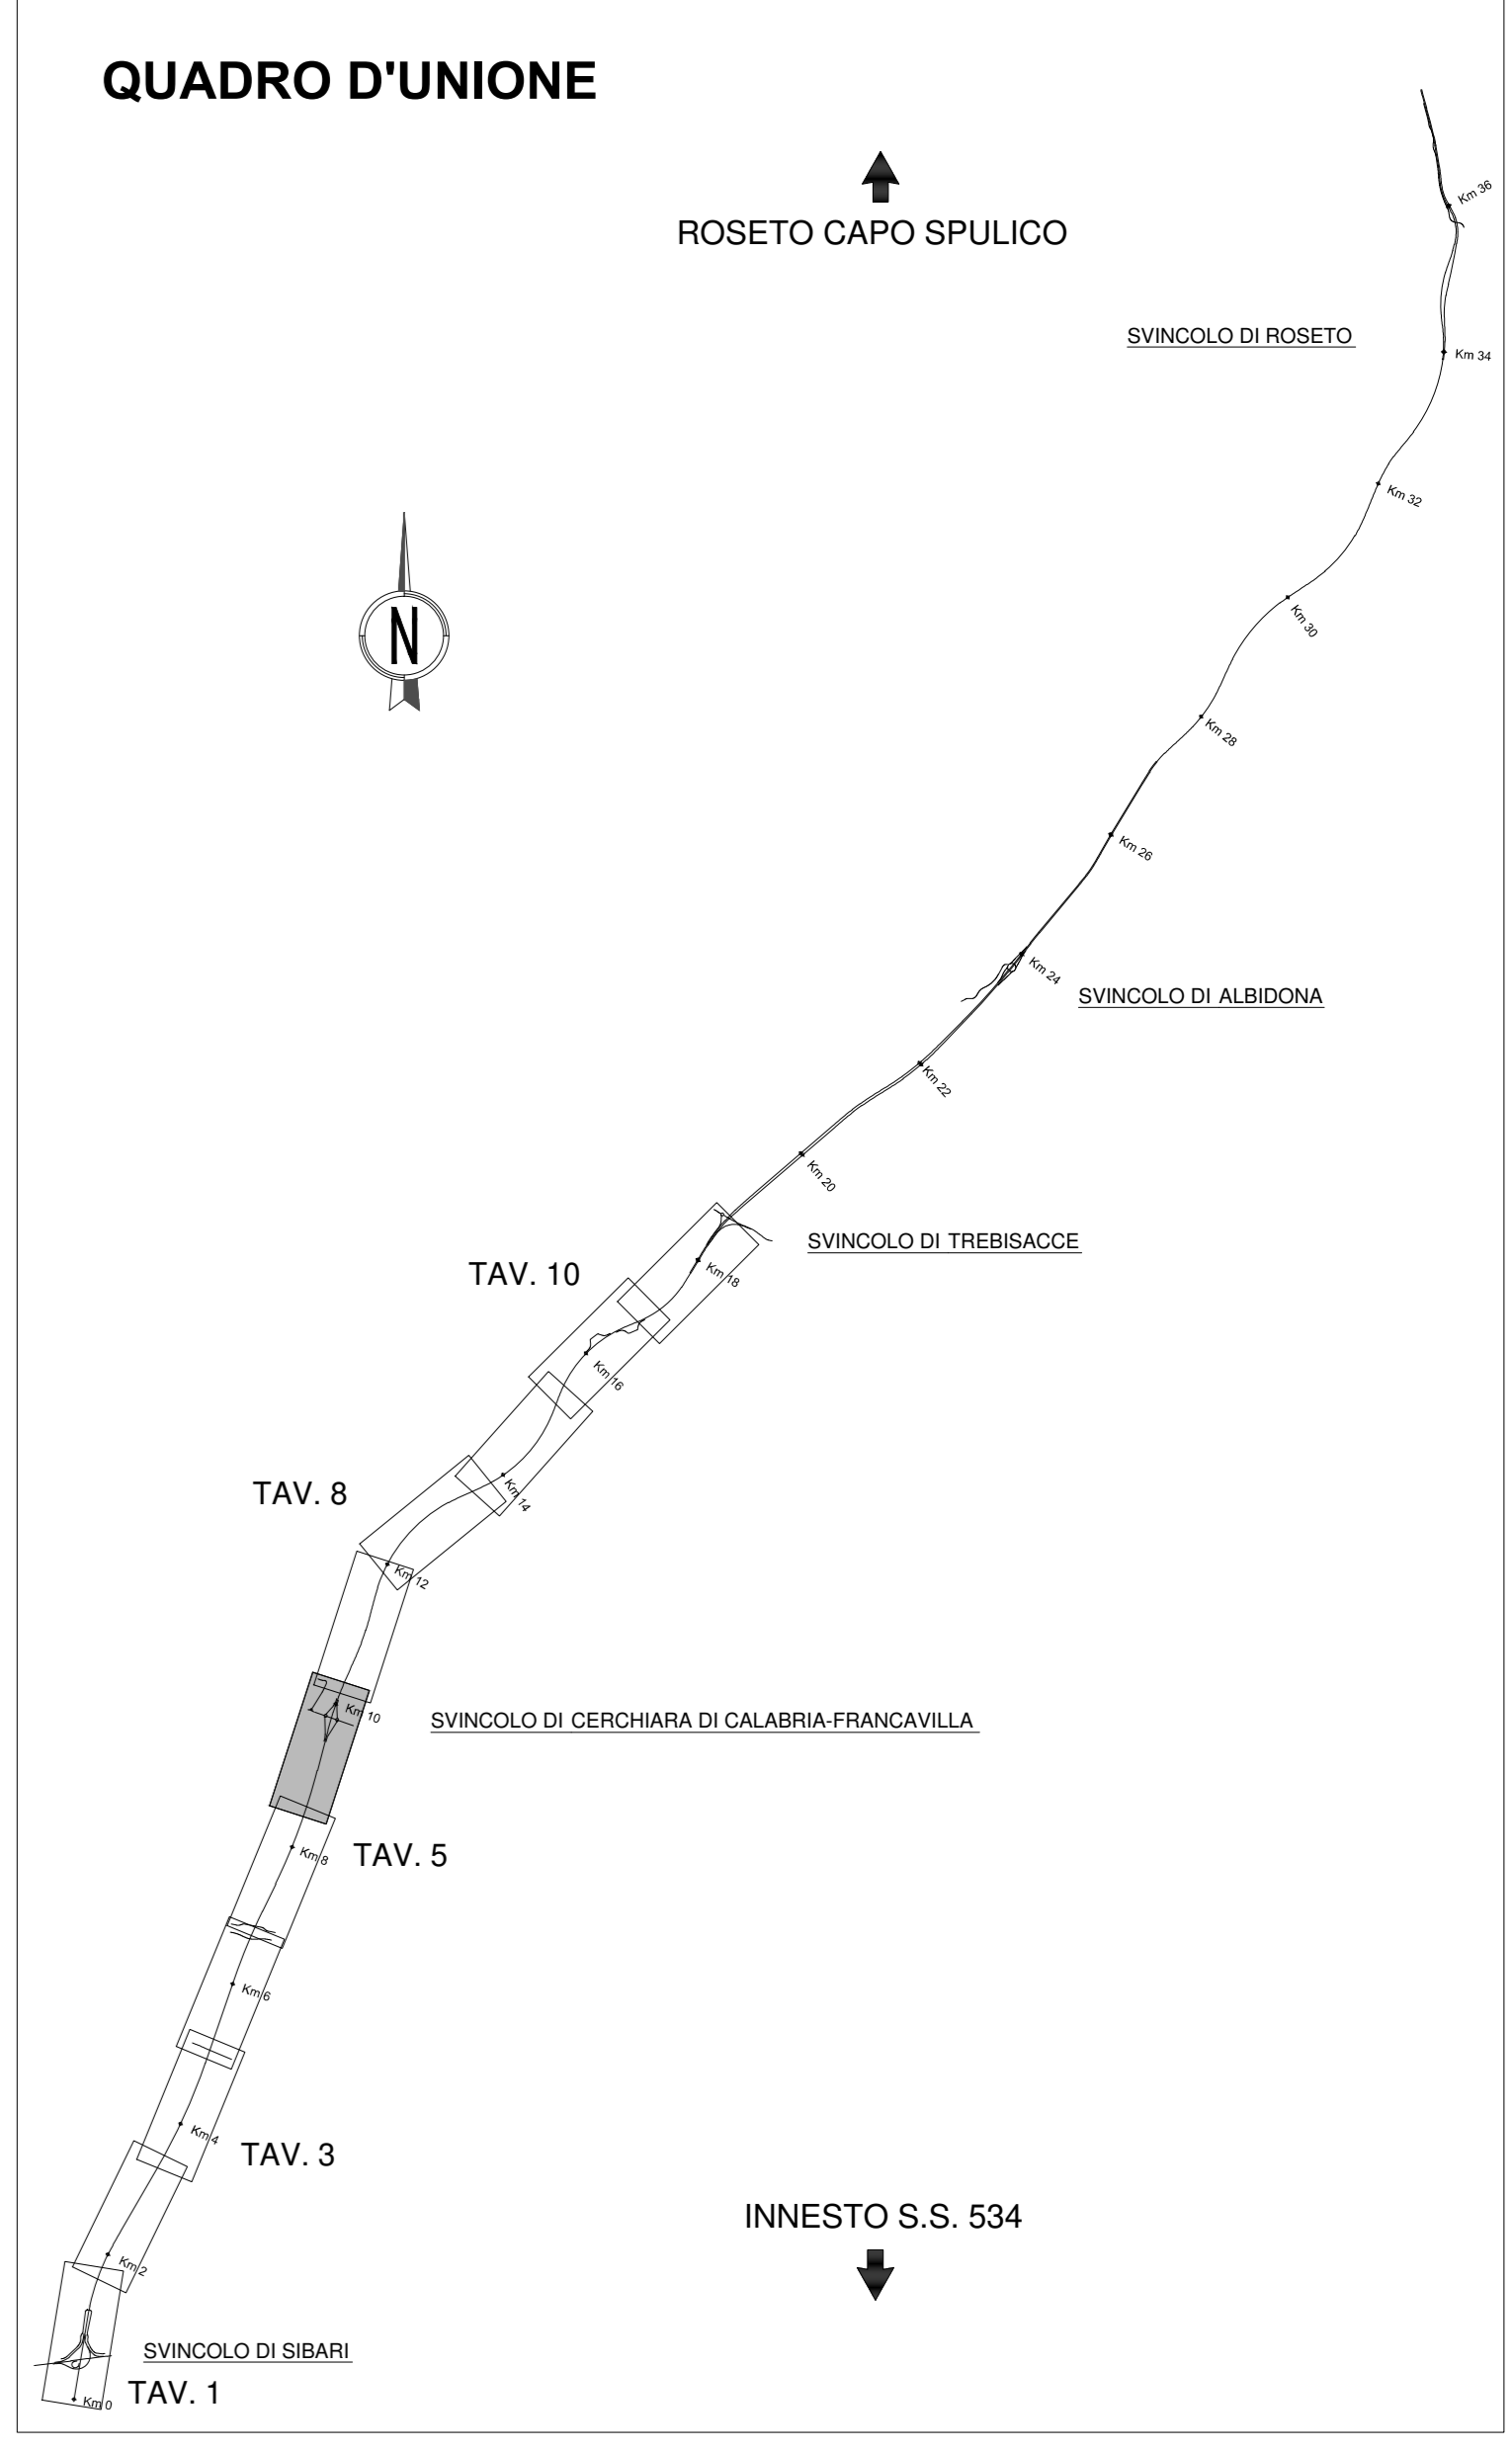 QUADRO D'UNIONE
ROSETO CAPO SPULICO
Km 36
SVINCOLO DI ROSETO
Km 34
Km 32
N
Km 30
Km 28
Km 26
Km 24
SVINCOLO DI ALBIDONA
Km 22
Km 20
SVINCOLO DI TREBISACCE
TAV. 10
Km 18
Km 16
TAV. 8
Km 14
Km 12
Km 10
SVINCOLO DI CERCHIARA DI CALABRIA-FRANCAVILLA
Km 8
TAV. 5
Km 6
Km 4
TAV. 3
INNESTO S.S. 534
Km 2
SVINCOLO DI SIBARI
TAV. 1
Km 0